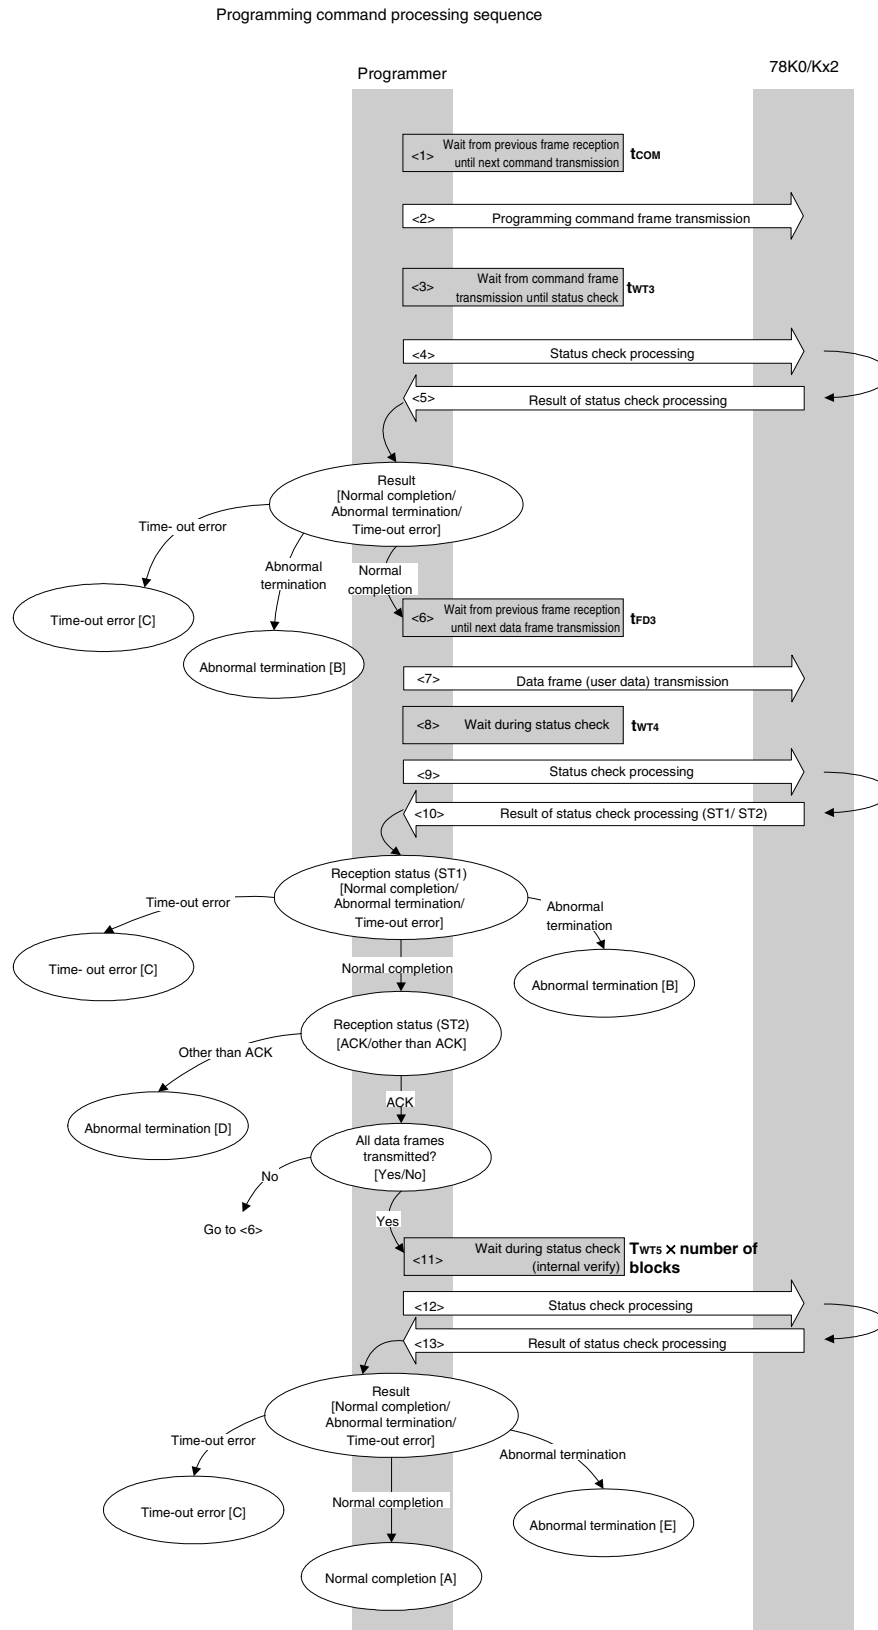 Programming command processing sequence
Programmer
78K0/Kx2
<1> Wait from previous frame reception
until next command transmission
tCOM
<2> Programming command frame transmission
<3> Wait from command frame
transmission until status check
tWT3
<4> Status check processing
<5> Result of status check processing
Result
[Normal completion/
Abnormal termination/
Time-out error]
Time- out error
Abnormal
termination
Normal
completion
Time-out error [C]
Abnormal termination [B]
<6> Wait from previous frame reception
until next data frame transmission
tFD3
<7> Data frame (user data) transmission
<8> Wait during status check
tWT4
<9> Status check processing
<10> Result of status check processing (ST1/ ST2)
Reception status (ST1)
[Normal completion/
Abnormal termination/
Time-out error]
Time-out error
Abnormal
termination
Time- out error [C]
Normal completion
Abnormal termination [B]
Reception status (ST2)
[ACK/other than ACK]
Other than ACK
ACK
Abnormal termination [D]
All data frames
transmitted?
[Yes/No]
No
Go to <6>
Yes
<11> Wait during status check
(internal verify)
TWT5 × number of
blocks
<12> Status check processing
<13> Result of status check processing
Result
[Normal completion/
Abnormal termination/
Time-out error]
Time-out error
Abnormal termination
Time-out error [C]
Normal completion
Abnormal termination [E]
Normal completion [A]